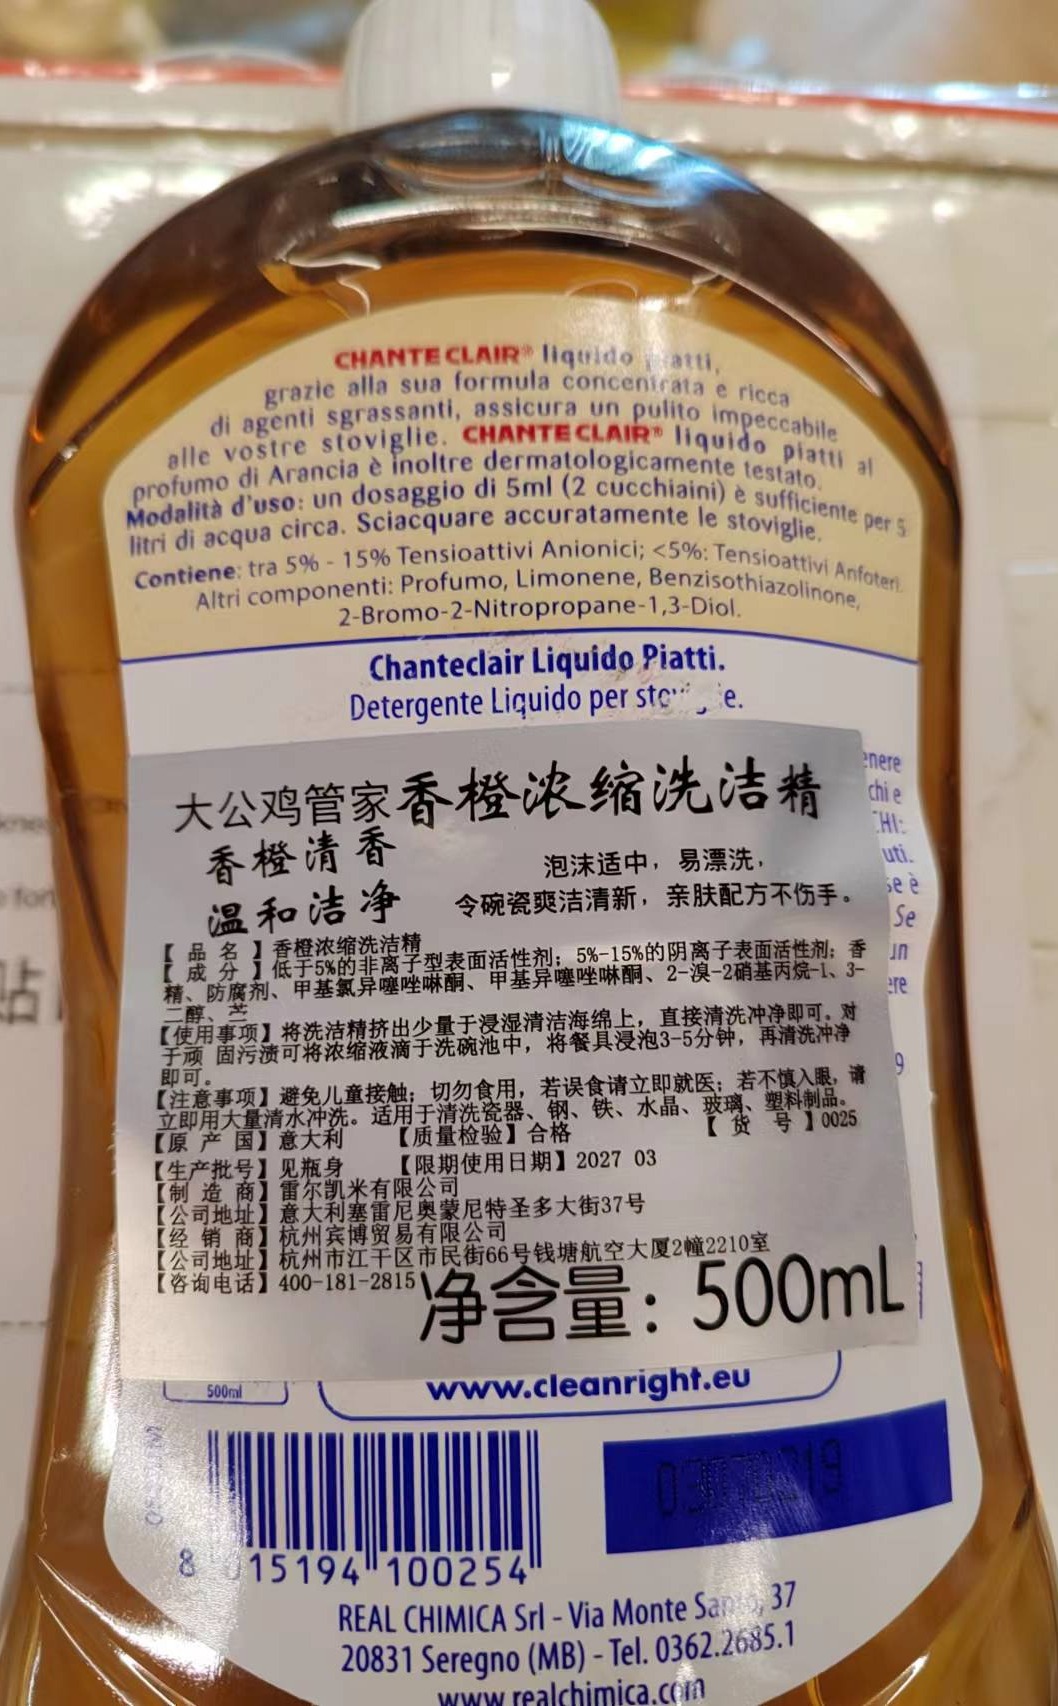 CHANTE CLAIR® liquido piatti,
grazie alla sua formula concentrata e ricca
di agenti sgrassanti, assicura un pulito impeccabile
alle vostre stoviglie. CHANTE CLAIR® liquido piatti al
profumo di Arancia è inoltre dermatologicamente testato.
Modalità d'uso: un dosaggio di 5ml (2 cucchiaini) è sufficiente per 5
litri di acqua circa. Sciacquare accuratamente le stoviglie.
Contiene: tra 5% - 15% Tensioattivi Anionici; <5%: Tensioattivi Anfoteri.
Altri componenti: Profumo, Limonene, Benzisothiazolinone,
2-Bromo-2-Nitropropane-1,3-Diol.
Chanteclair Liquido Piatti.
Detergente Liquido per
大公鸡管家香橙浓缩洗洁精
香橙清香
温和洁净
泡沫适中，易漂洗，
令碗瓷爽洁清新，亲肤配方不伤手。
【品名】香橙浓缩洗洁精
【成分】低于5%的非离子型表面活性剂；5%-15%的阴离子表面活性剂；香
精、防腐剂、甲基氯异噻唑啉酮、甲基异噻唑啉酮、2-溴-2硝基丙烷-1、3-
二醇、苎
【使用事项】将洗洁精挤出少量于浸湿清洁海绵上，直接清洗冲净即可。对
于顽 固污渍可将浓缩液滴于洗碗池中，将餐具浸泡3-5分钟，再清洗冲净
即可。
【注意事项】避免儿童接触；切勿食用，若误食请立即就医；若不慎入眼，请
立即用大量清水冲洗。适用于清洗瓷器、钢、铁、水晶、玻璃、塑料制品。
【原产国】意大利 【质量检验】合格 【货号】0025
【生产批号】见瓶身 【限期使用日期】2027 03
【制造商】雷尔凯米有限公司
【公司地址】意大利塞雷尼奥蒙尼特圣多大街37号
【经销商】杭州宾博贸易有限公司
【公司地址】杭州市江干区市民街66号钱塘航空大厦2幢2210室
【咨询电话】400-181-2815
净含量：500mL
500ml
www.cleanright.eu
8 15194 100254
REAL CHIMICA Srl - Via Monte Santo, 37
20831 Seregno (MB) - Tel. 0362.2685.1
www.realchimica.com